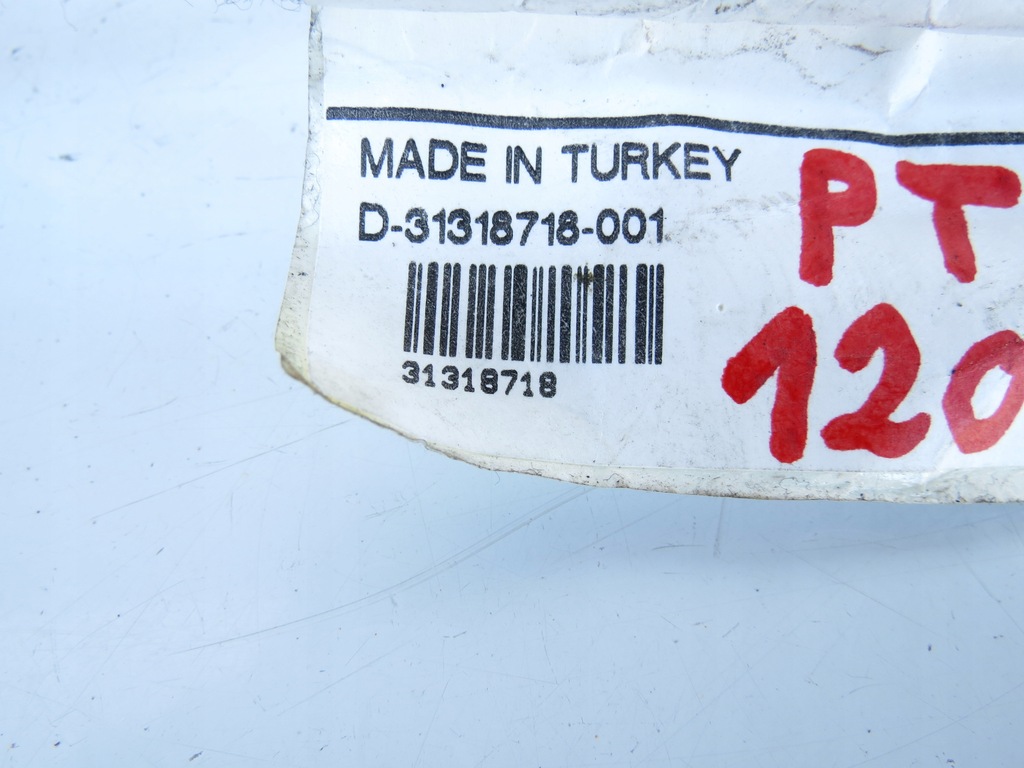 MADE IN TURKEY
D-31318718-001
31318718
PT
120